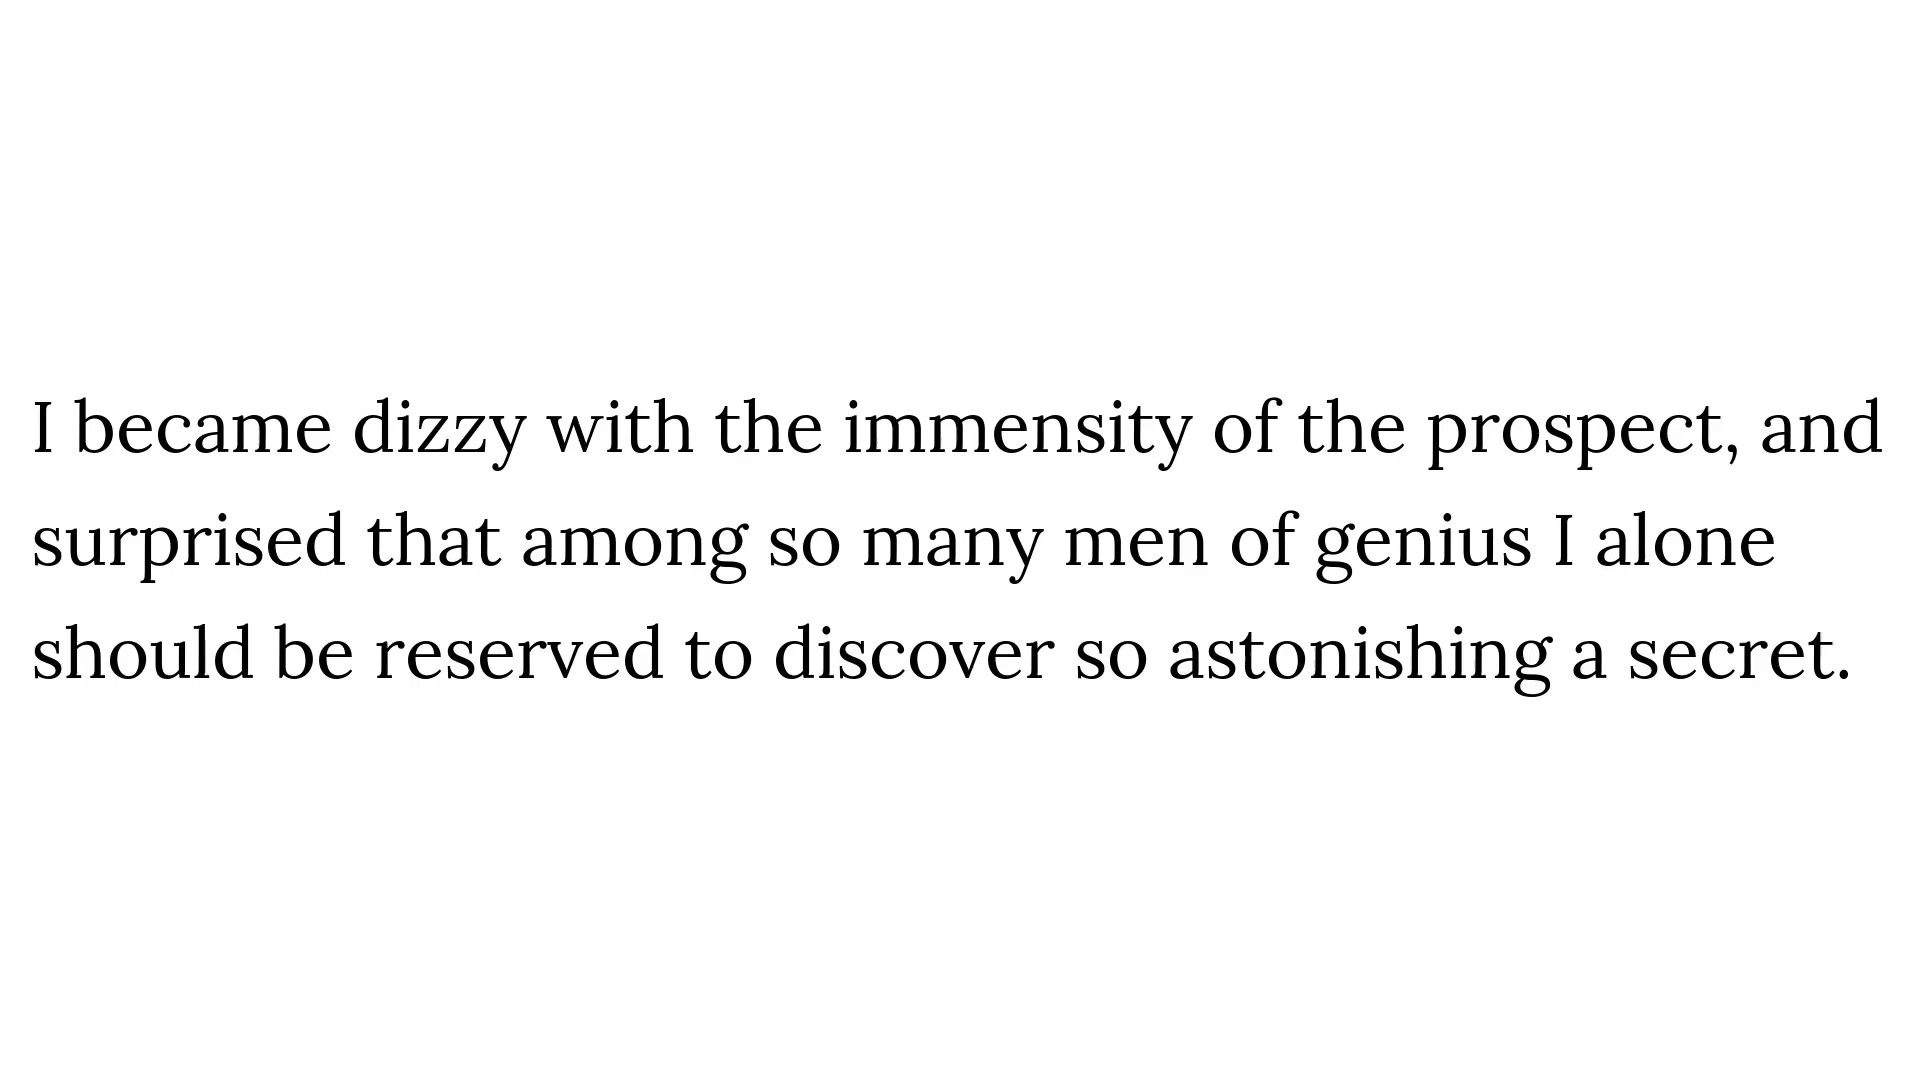 I became dizzy with the immensity of the prospect, and
surprised that among so many men of genius I alone
should be reserved to discover so astonishing a secret.